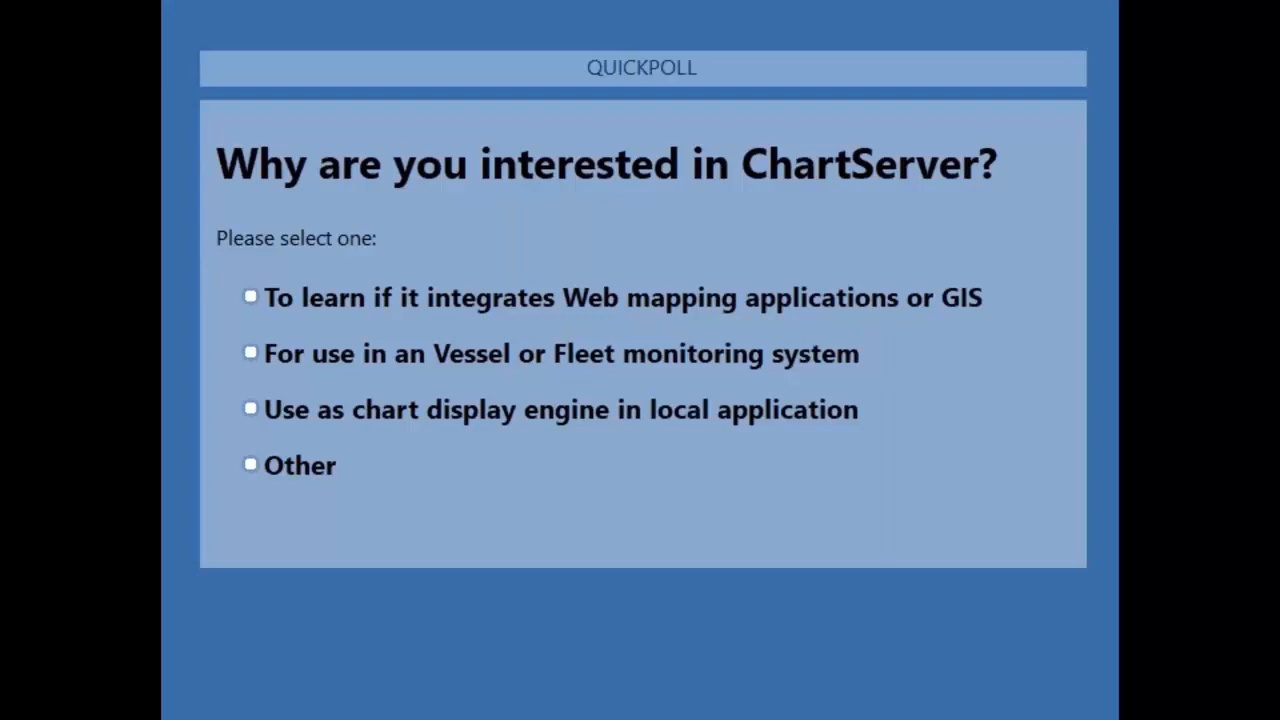 QUICKPOLL
Why are you interested in ChartServer?
Please select one:
To learn if it integrates Web mapping applications or GIS
For use in an Vessel or Fleet monitoring system
Use as chart display engine in local application
Other